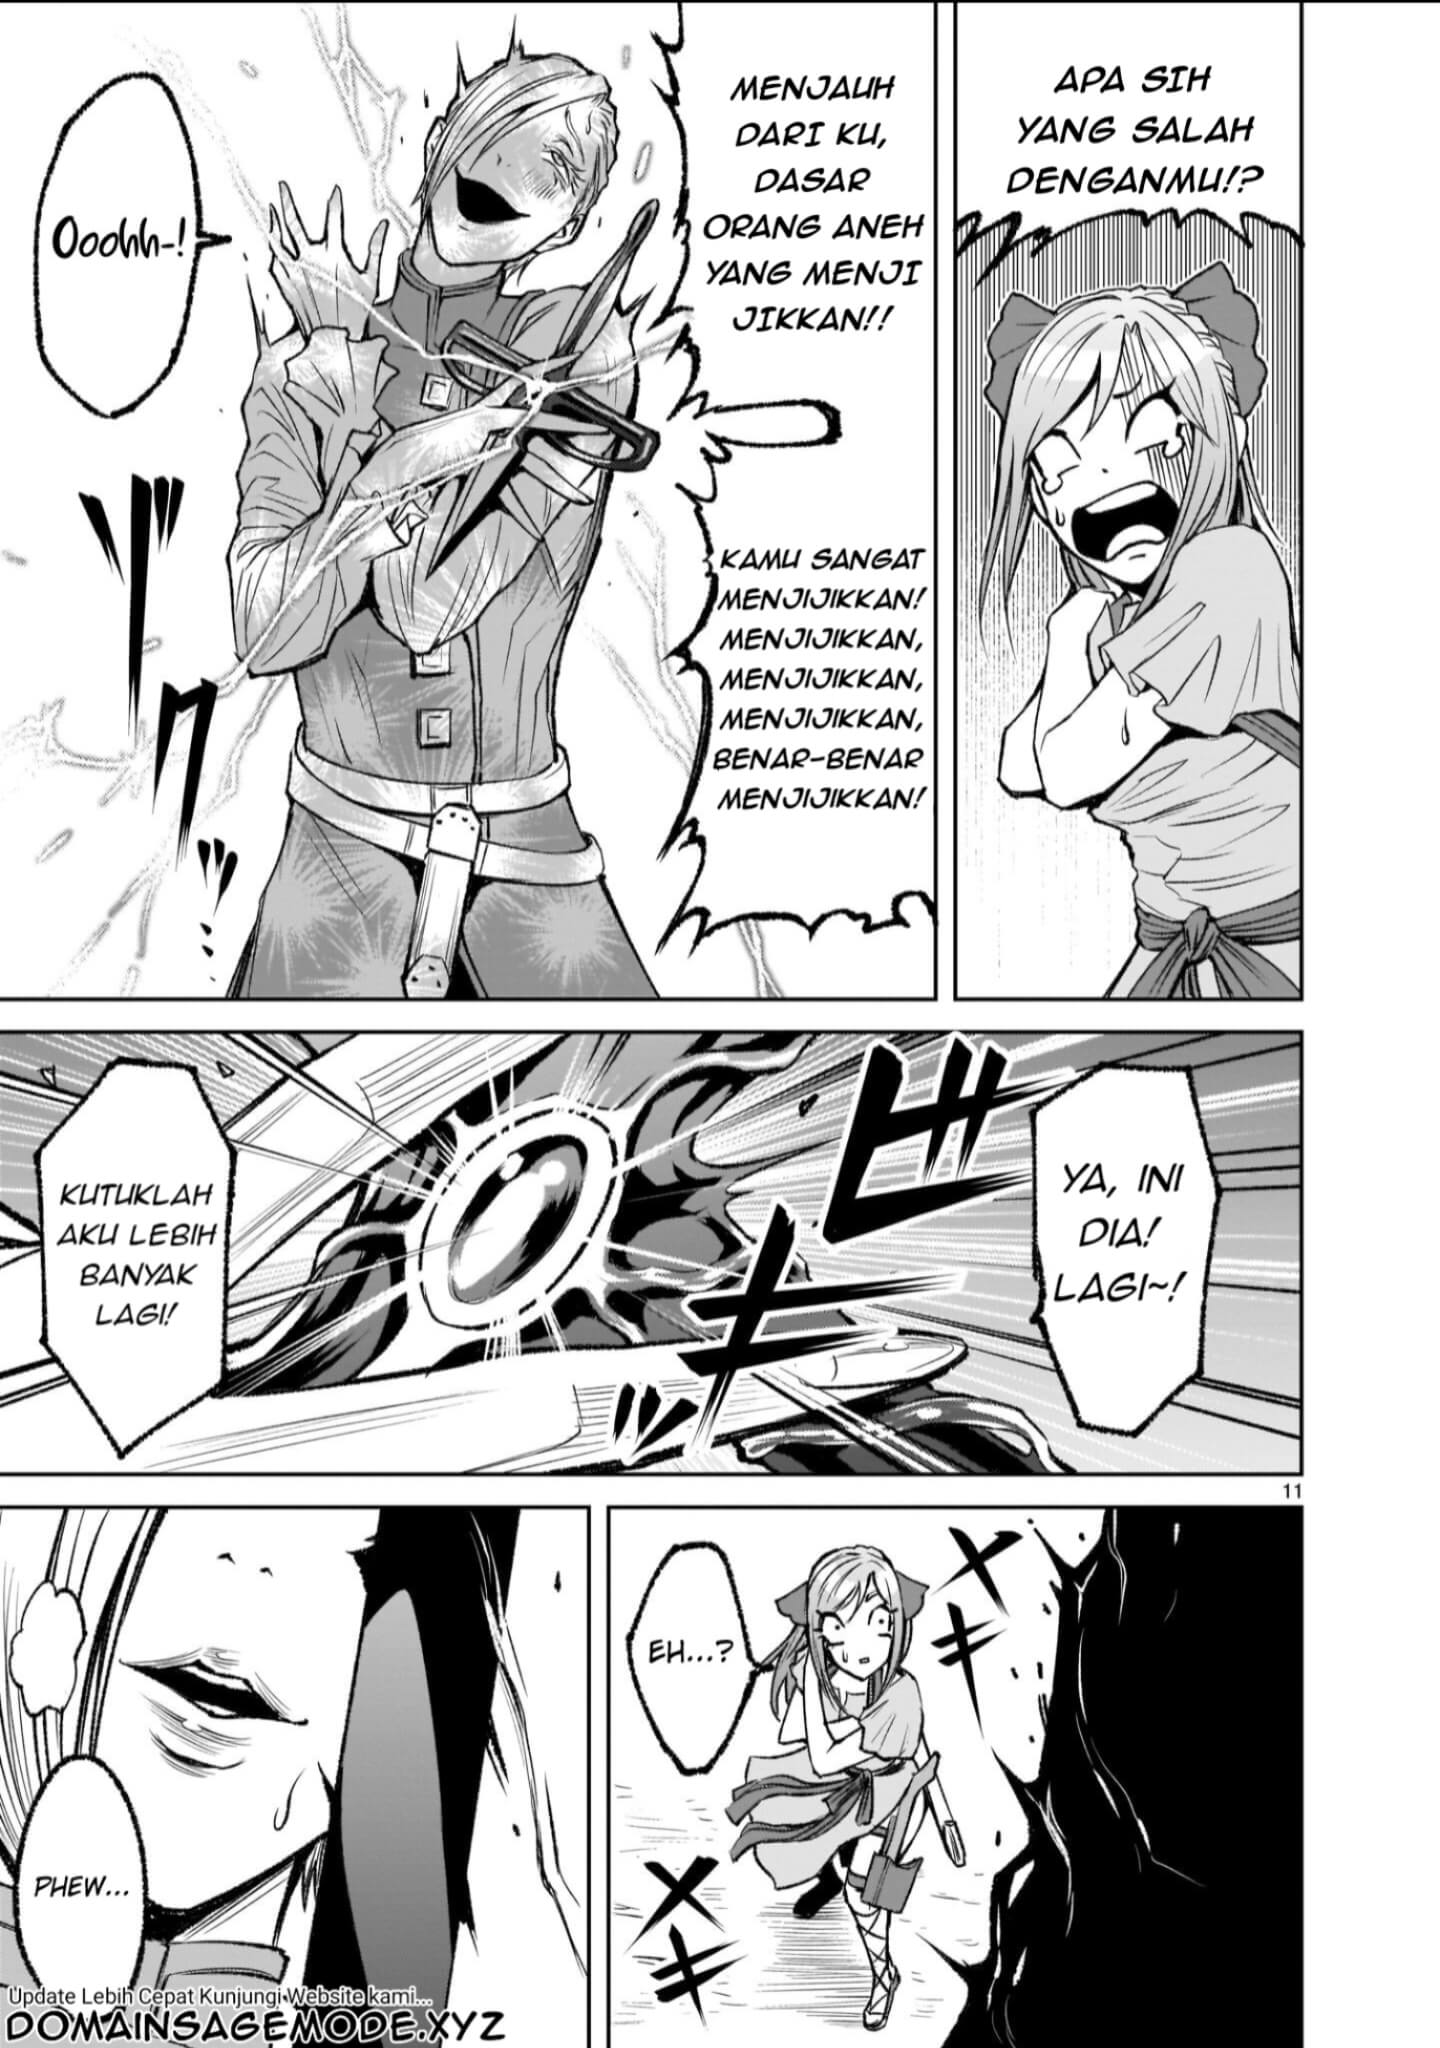 APA SIH
YANG SALAH
DENGANMU!?
MENJAUH
DARI KU,
DASAR
ORANG ANEH
YANG MENJI
JIKKAN!!
KAMU SANGAT
MENJIJIKKAN!
MENJIJIKKAN,
MENJIJIKKAN,
MENJIJIKKAN,
BENAR-BENAR
MENJIJIKKAN!
Ooohh-!
YA, INI
DIA!
LAGI~!
KUTUKLAH
AKU LEBIH
BANYAK
LAGI!
11
EH...?
PHEW...
Update Lebih Cepat Kunjungi Website kami...
DOMAINSAGEMODE.XYZ